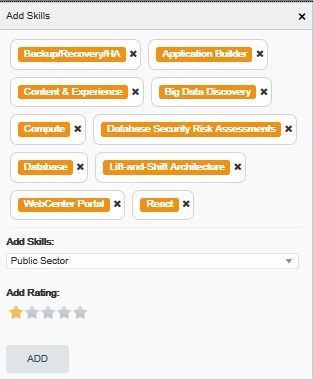 Add Skills
Backup/Recovery/HA Application Builder
Content & Experience Big Data Discovery
Compute Database Security Risk Assessments
Database Lift-and-Shift Architecture
WebCenter Portal React
Add Skills:
Public Sector
Add Rating:
ADD